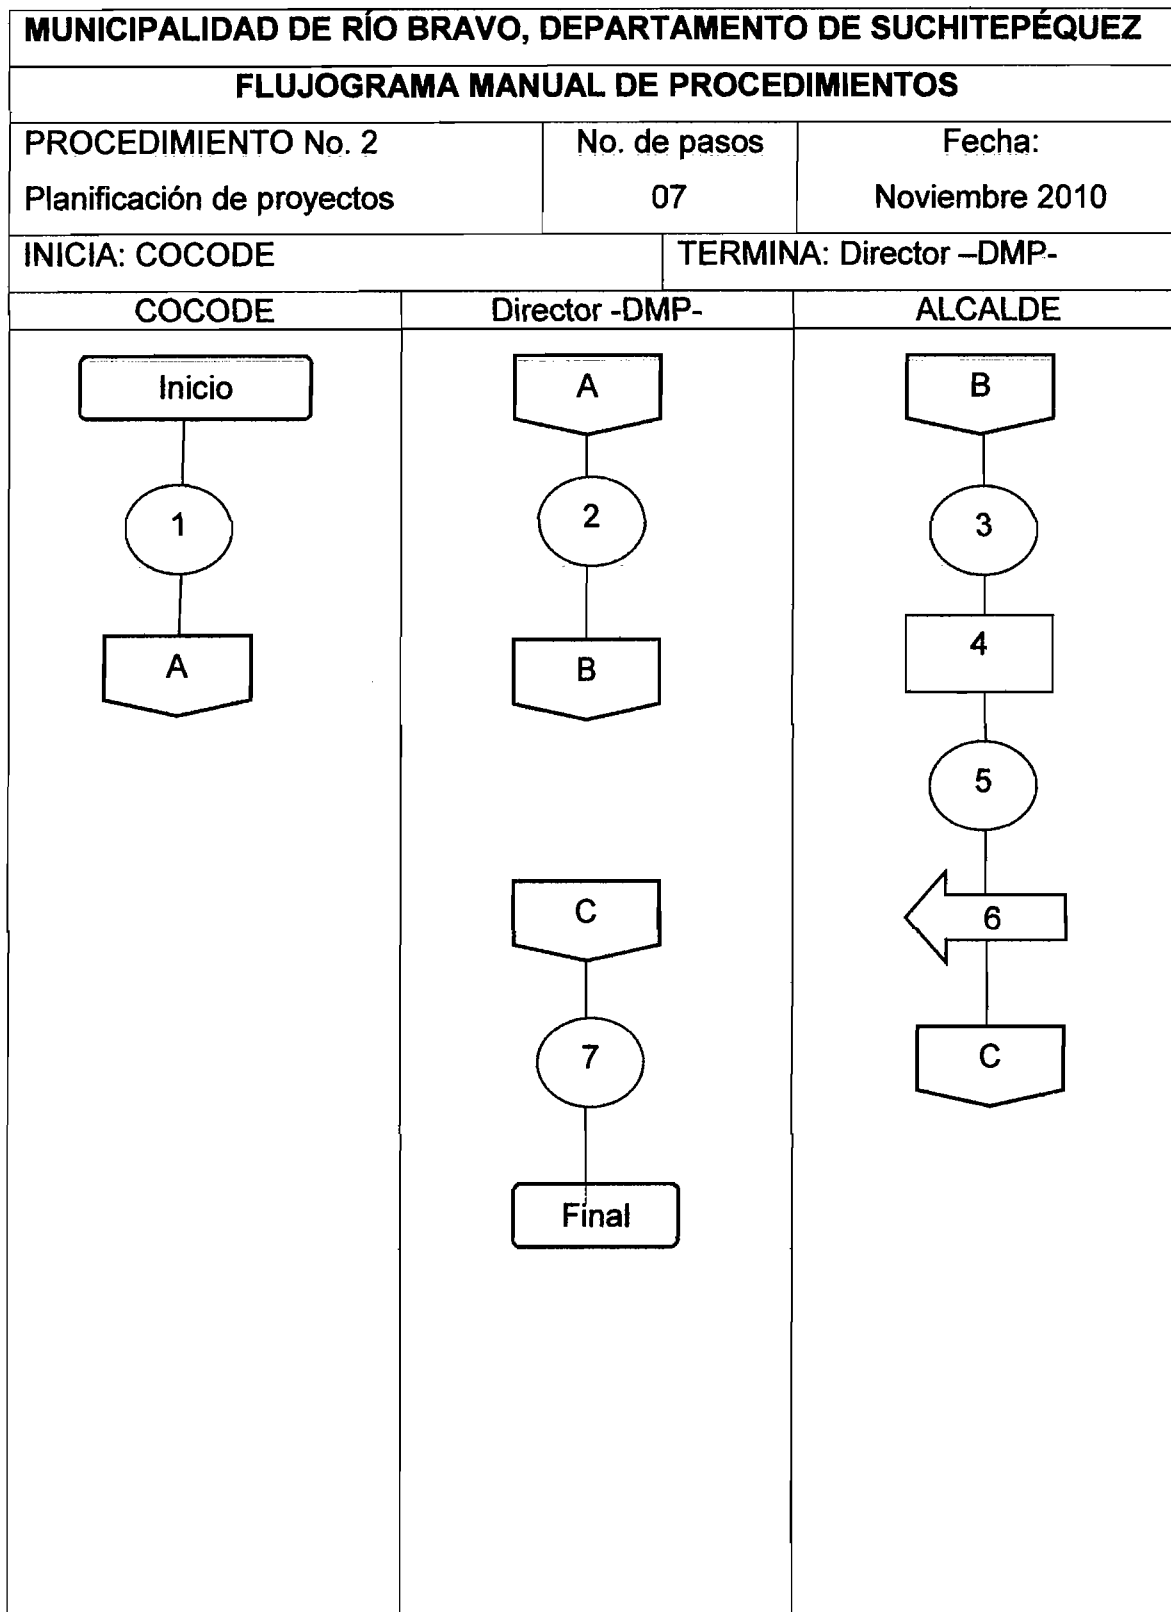 MUNICIPALIDAD DE RÍO BRAVO, DEPARTAMENTO DE SUCHITEPÉQUEZ
FLUJOGRAMA MANUAL DE PROCEDIMIENTOS
PROCEDIMIENTO No. 2
Planificación de proyectos
No. de pasos
07
Fecha:
Noviembre 2010
INICIA: COCODE
TERMINA: Director –DMP-
COCODE
Inicio
1
A
Director -DMP-
A
2
B
C
7
Final
ALCALDE
B
3
4
5
6
C